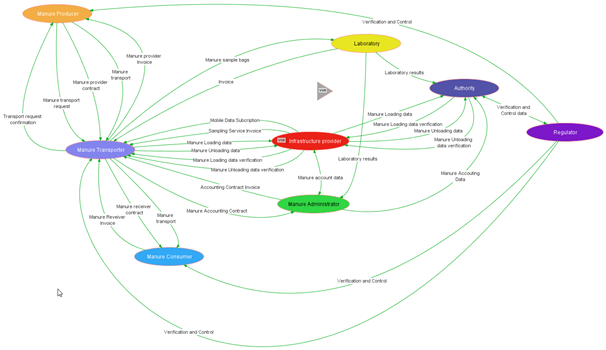 Manure Producer
Verification and Control
Laboratory
Manure sample bags
Manure provider
Invoice
Manure provider
contract
Manure
transport
Invoice
Laboratory results
Authority
Manure transport
request
Transport request
confirmation
Verification and
Control data
Manure Loading data
Mobile Data Subcription
Manure Loading data verification
Sampling Service Invoice
Manure Unloading data
Regulator
Manure Loading data
Infrastructure provider
Manure Unloading
data verification
Manure Transporter
Manure Unloading data
Manure Loading data verification
Laboratory results
Manure Unloading data verification
Manure account data
Manure Accouting
Data
Accounting Contract Invoice
Manure Administrator
Manure Accounting Contract
Manure receiver
contract
Manure
transport
Manure Reveiver
Invoice
Manure Consumer
Verification and Control
Verification and Control